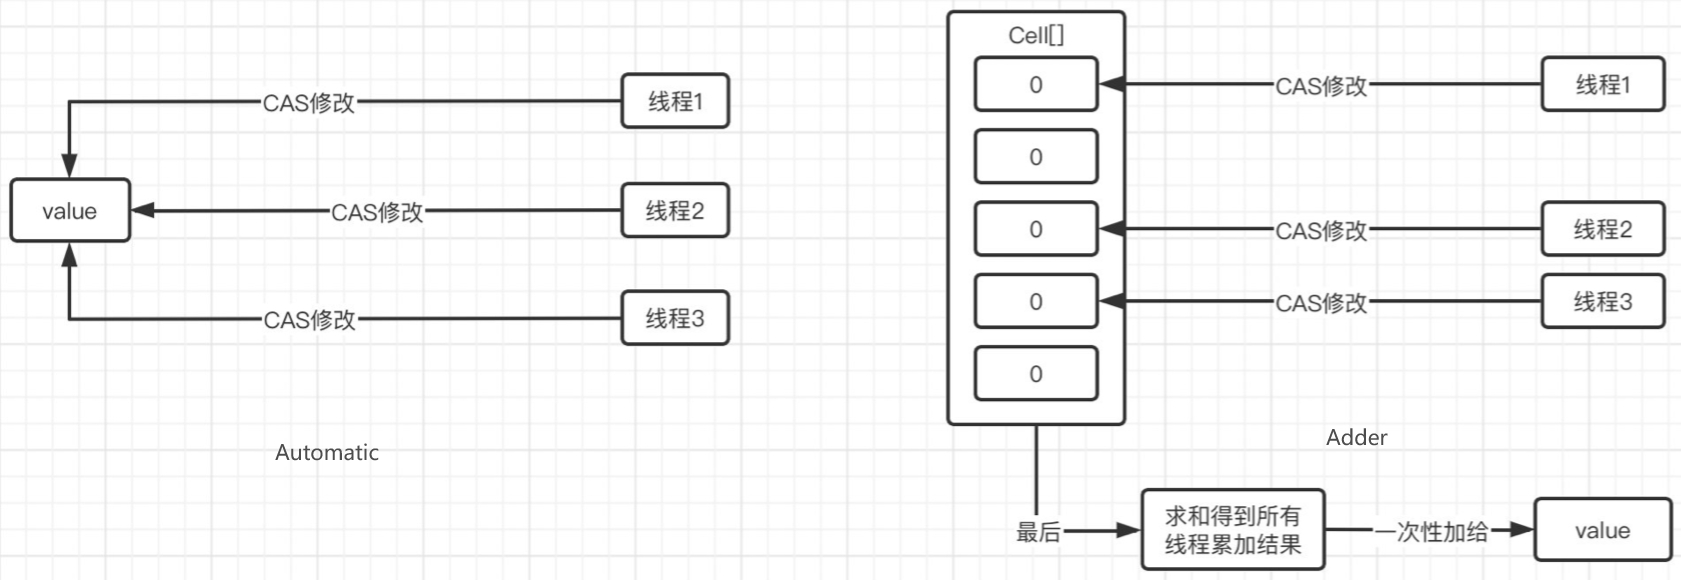 CAS修改
线程1
value
CAS修改
线程2
CAS修改
线程3
Automatic
Cell[]
0
CAS修改
线程1
0
0
CAS修改
线程2
0
CAS修改
线程3
0
Adder
最后
求和得到所有
线程累加结果
一次性加给
value